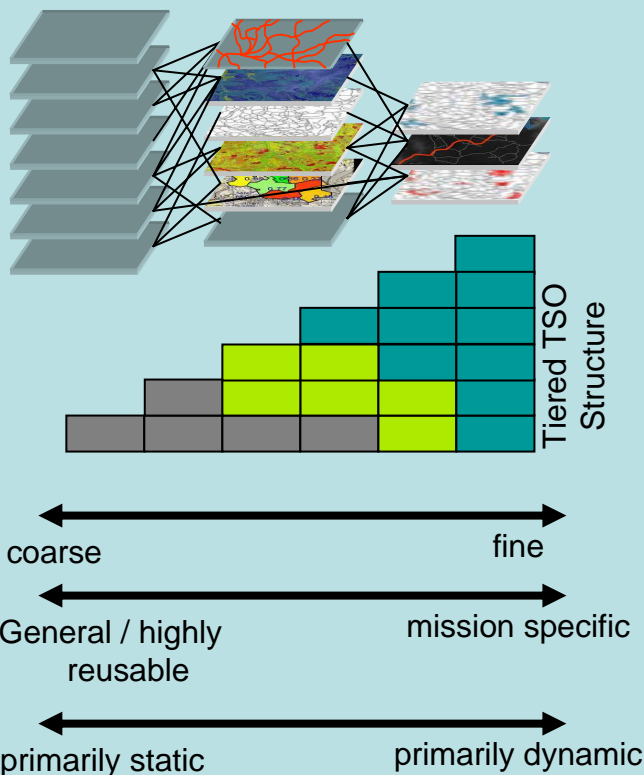 Tiered TSO
Structure
coarse
fine
General / highly
reusable
mission specific
primarily static
primarily dynamic